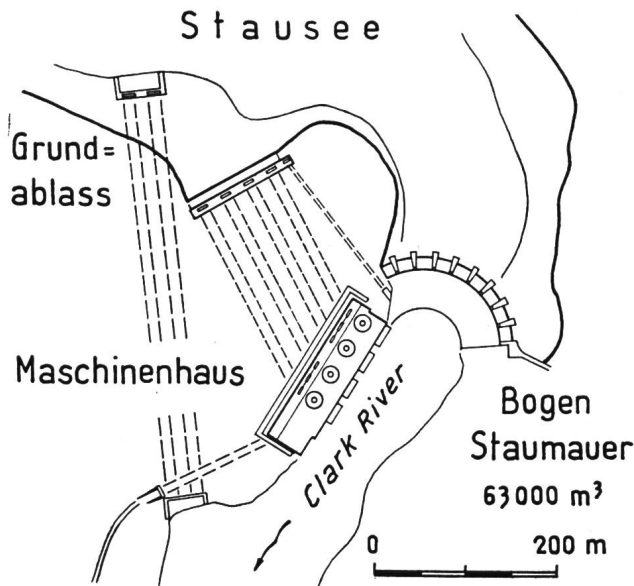 Stausee
Grund=
ablass
Maschinenhaus
Clark River
Bogen
Staumauer
63000 m³
0 200 m